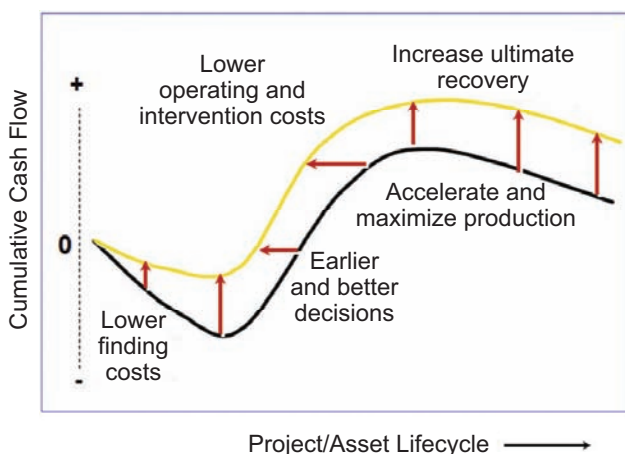 Lower
operating and
intervention costs
Increase ultimate
recovery
+
Cumulative Cash Flow
0
-
Accelerate and
maximize production
Earlier
and better
decisions
Lower
finding
costs
Project/Asset Lifecycle